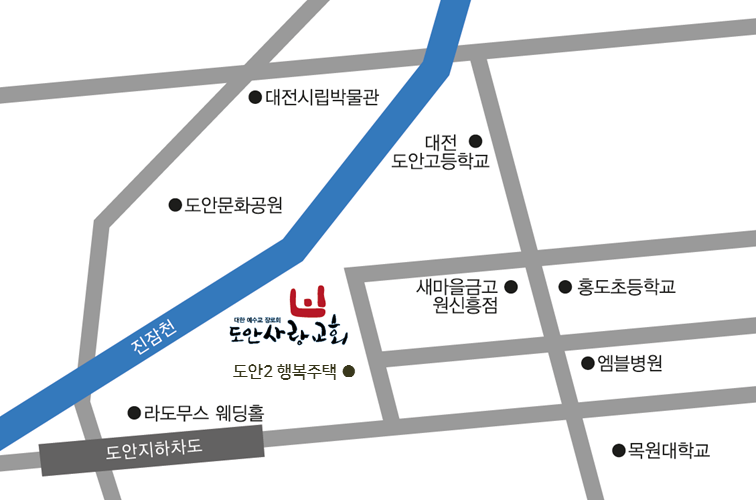 대전시립박물관
대전
도안고등학교
도안문화공원
새마을금고
원신흥점
홍도초등학교
대한 예수교 장로회
도안사랑교회
진잠천
엠블병원
도안2 행복주택
라도무스 웨딩홀
도안지하차도
목원대학교